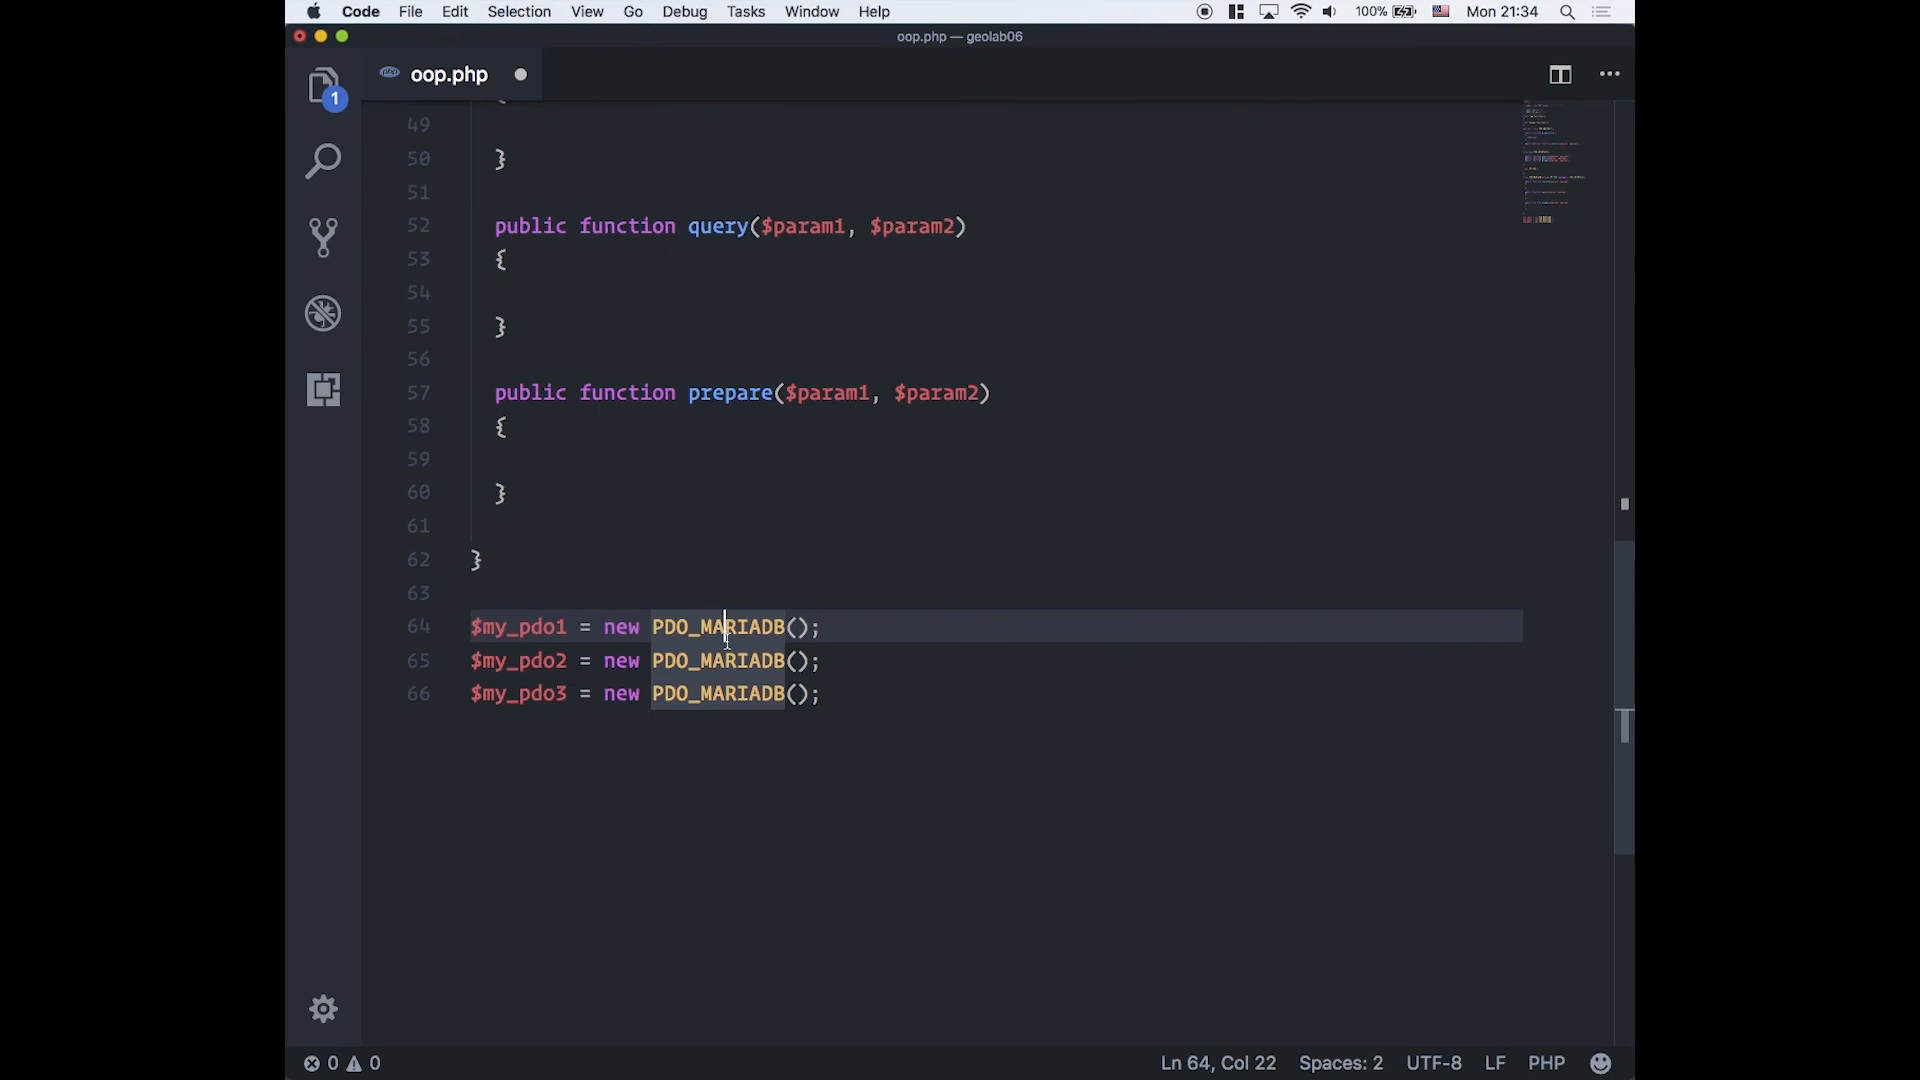 Code File Edit Selection View Go Debug Tasks Window Help 100% Mon 21:34
oop.php — geolab06
php oop.php
1
49
50 }
51
52 public function query($param1, $param2)
53 {
54
55 }
56
57 public function prepare($param1, $param2)
58 {
59
60 }
61
62 }
63
64 $my_pdo1 = new PDO_MARIADB();
65 $my_pdo2 = new PDO_MARIADB();
66 $my_pdo3 = new PDO_MARIADB();
0 0 Ln 64, Col 22 Spaces: 2 UTF-8 LF PHP